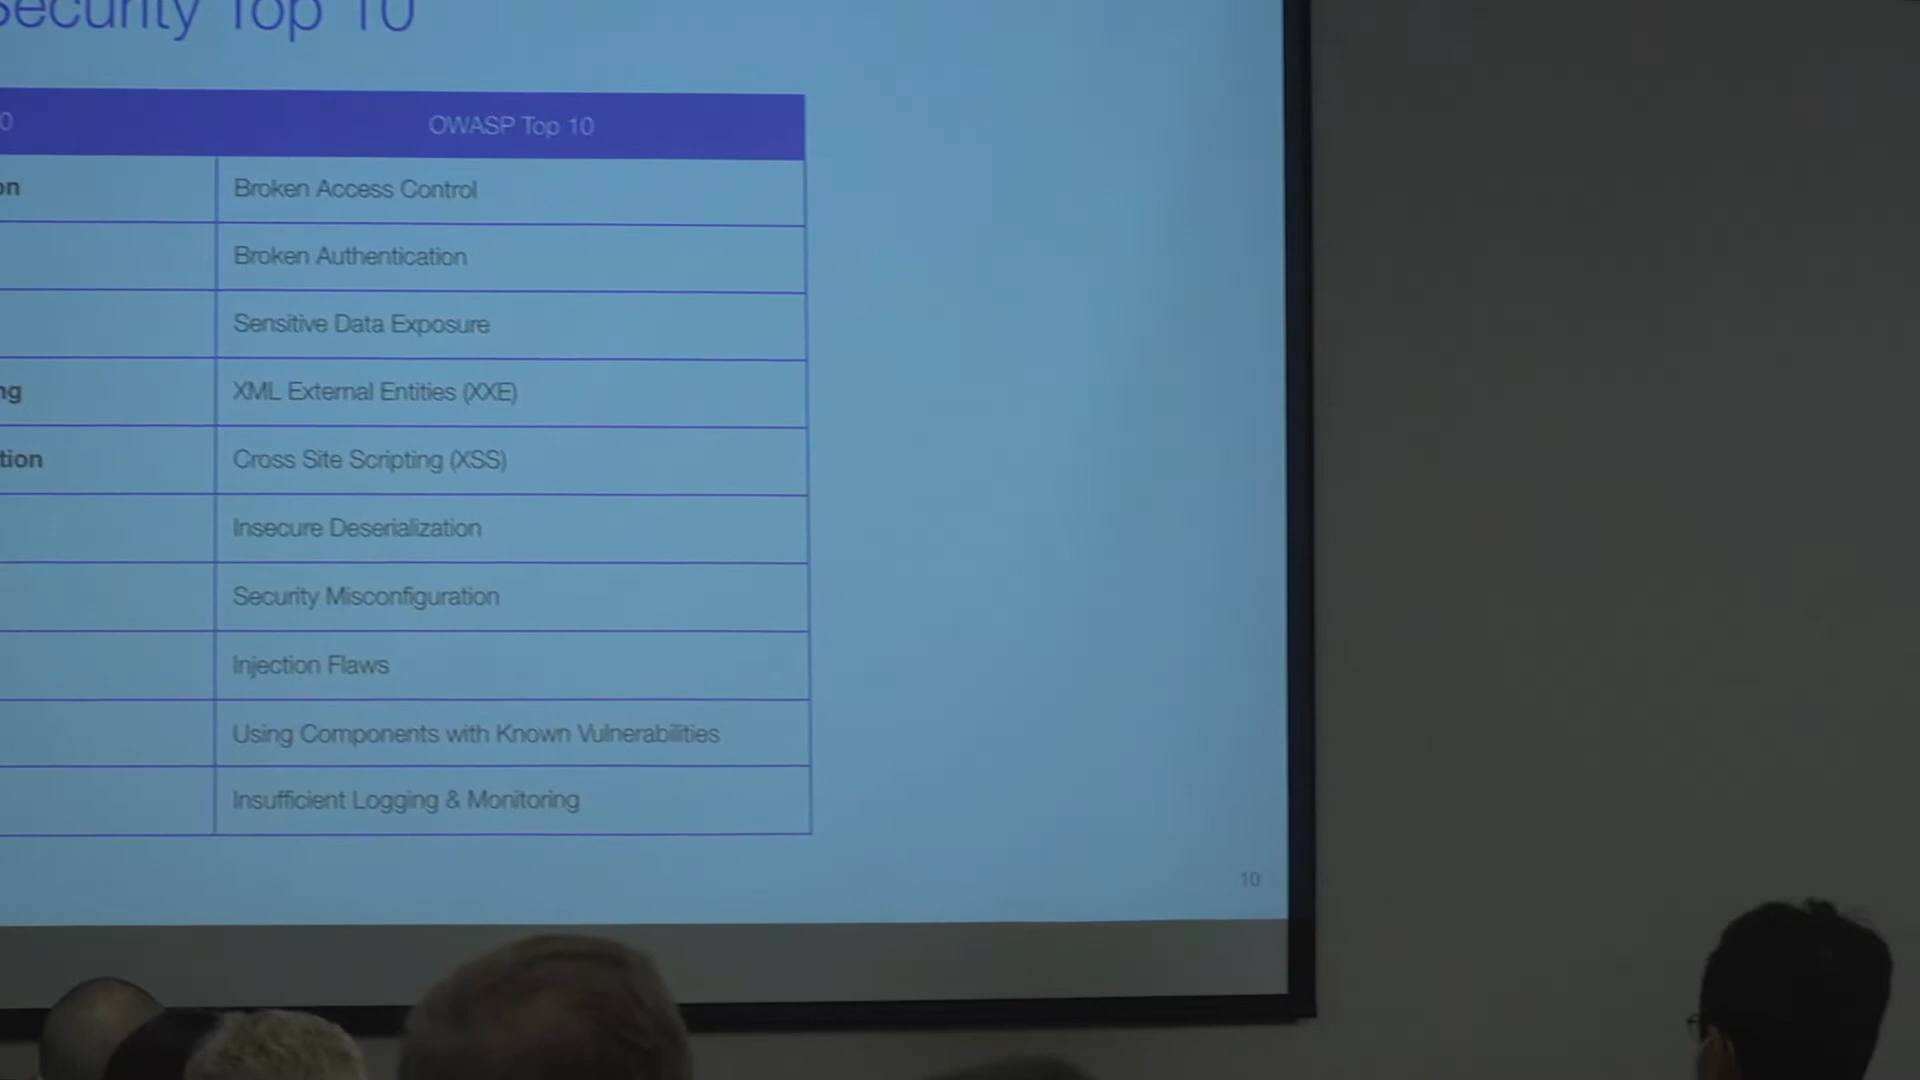 Security Top 10
0
OWASP Top 10
on
Broken Access Control
Broken Authentication
Sensitive Data Exposure
ng
XML External Entities (XXE)
tion
Cross Site Scripting (XSS)
Insecure Deserialization
Security Misconfiguration
Injection Flaws
Using Components with Known Vulnerabilities
Insufficient Logging & Monitoring
10